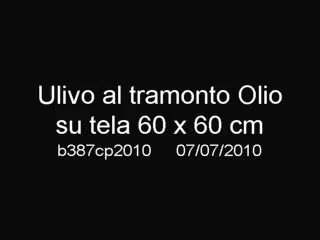 Ulivo al tramonto Olio
su tela 60 x 60 cm
b387cp2010 07/07/2010